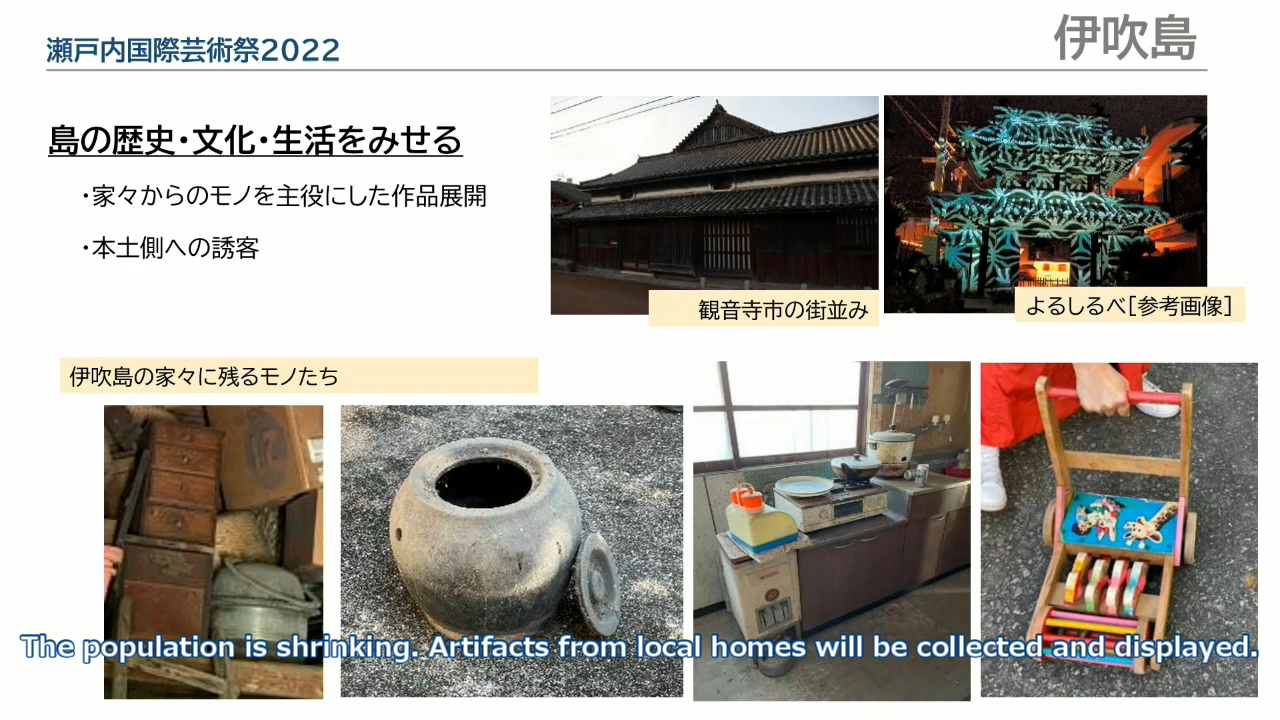 瀬戸内国際芸術祭2022
伊吹島
島の歴史・文化・生活をみせる
・家々からのモノを主役にした作品展開
・本土側への誘客
観音寺市の街並み
よるしるべ[参考画像]
伊吹島の家々に残るモノたち
The population is shrinking. Artifacts from local homes will be collected and displayed.